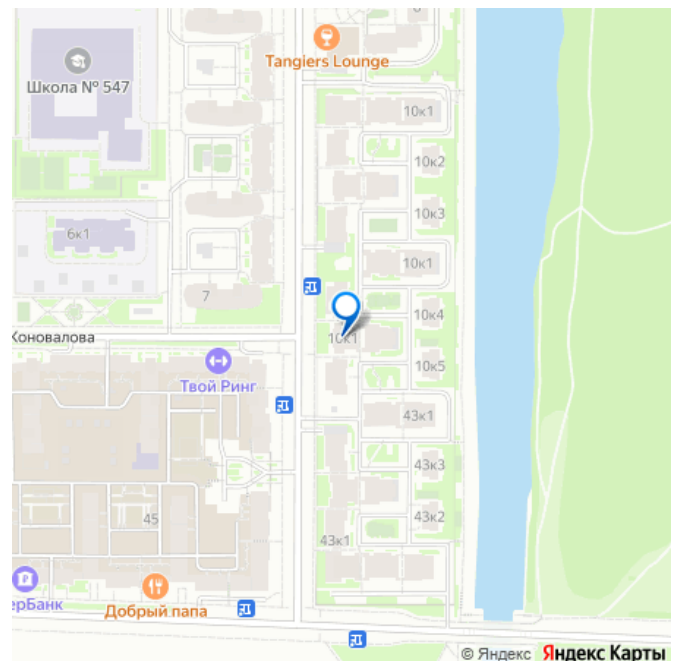 Tangiers Lounge
Школа № 547
10к1
10к2
6к1
10к3
10к1
7
10к4
Коновалова
10к1
Твой Ринг
10к5
43к1
43к3
45
43к2
43к1
ерБанк
Добрый папа
© Яндекс Яндекс Карты